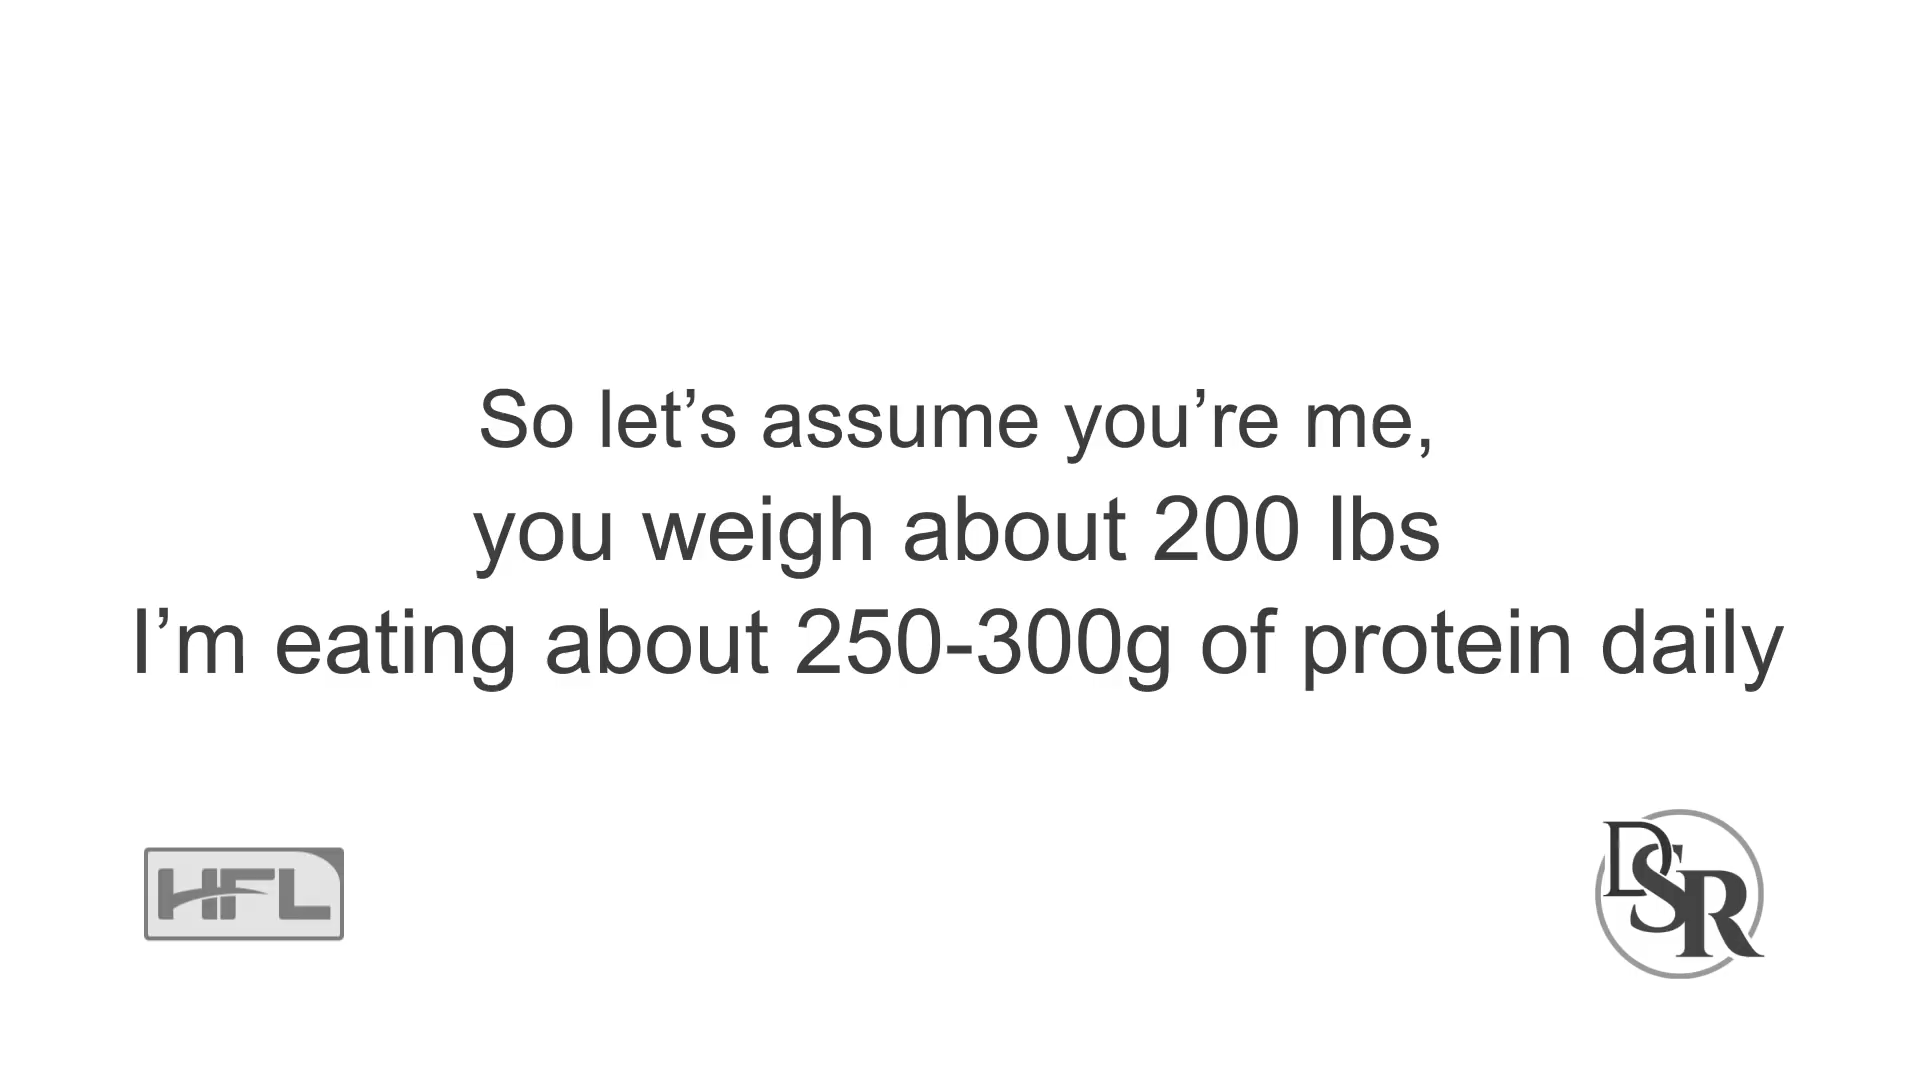 So let’s assume you’re me,
you weigh about 200 lbs
I’m eating about 250-300g of protein daily
HFL
DSR